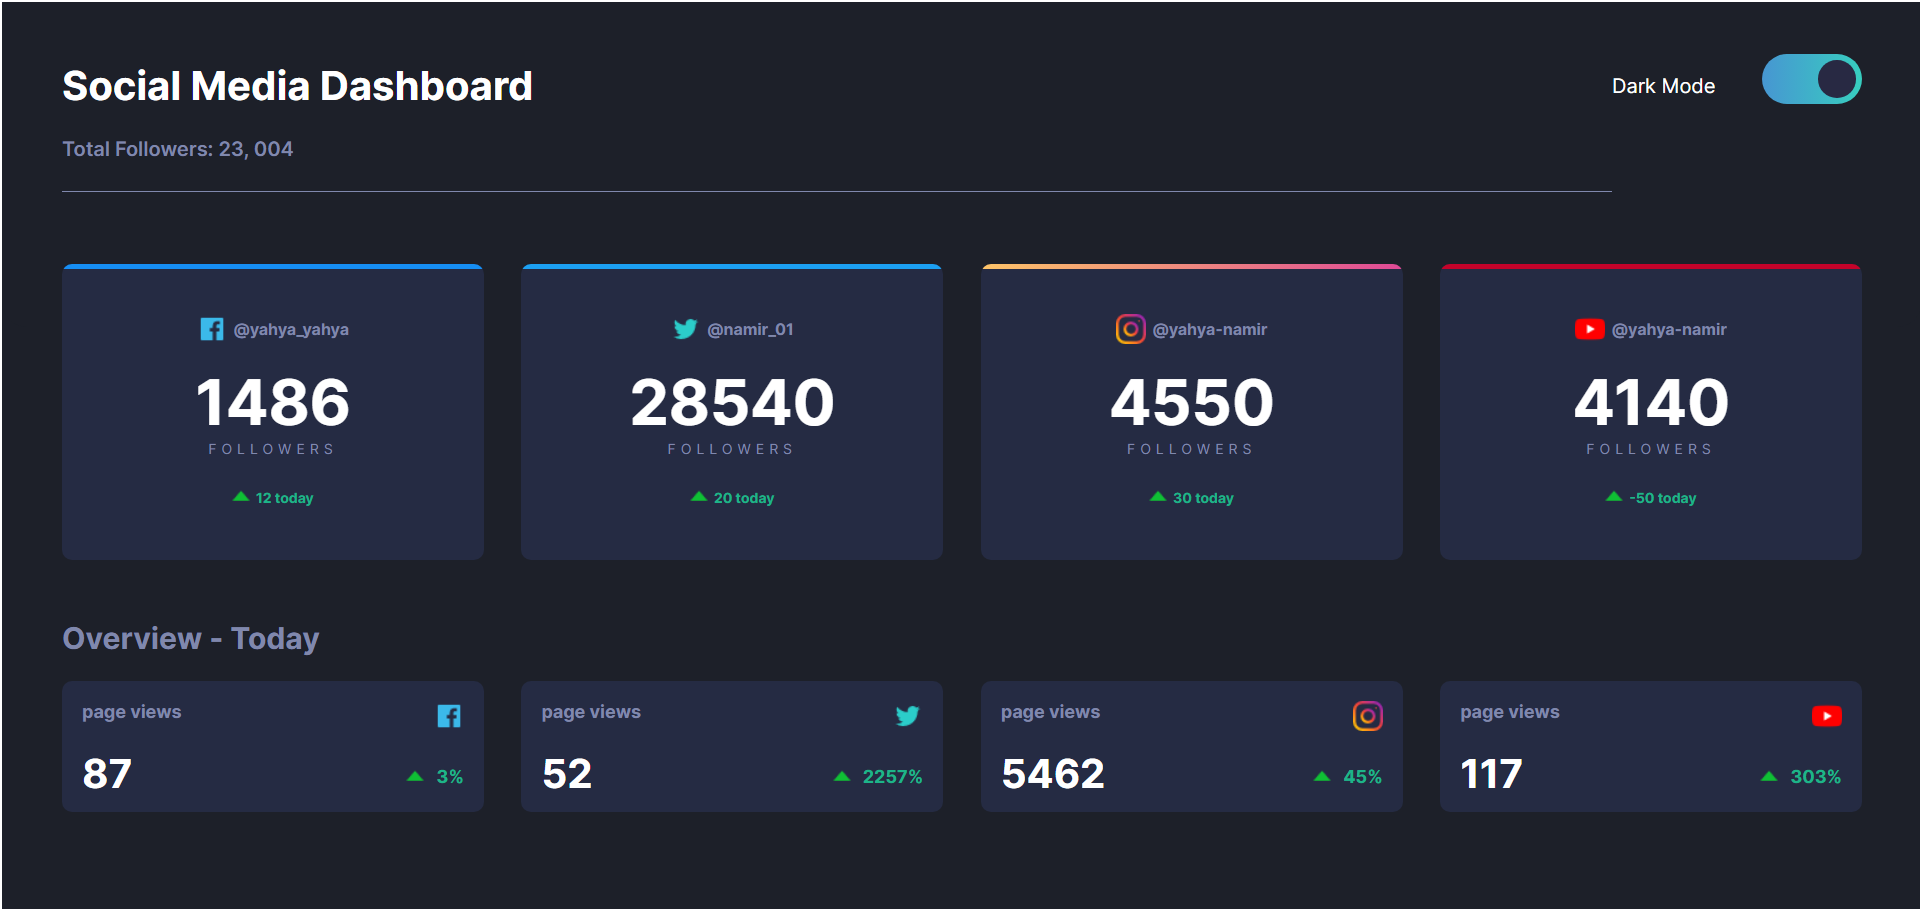 Social Media Dashboard
Dark Mode
Total Followers: 23, 004
@yahya_yahya
1486
FOLLOWERS
12 today
@namir_01
28540
FOLLOWERS
20 today
@yahya-namir
4550
FOLLOWERS
30 today
@yahya-namir
4140
FOLLOWERS
-50 today
Overview - Today
page views
87
3%
page views
52
2257%
page views
5462
45%
page views
117
303%